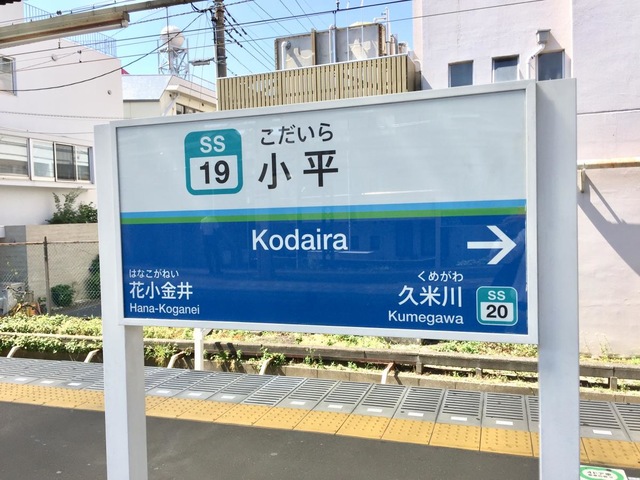 SS
19
こだいら
小平
Kodaira
はなこがねい
花小金井
Hana-Koganei
くめがわ
久米川
Kumegawa
SS
20